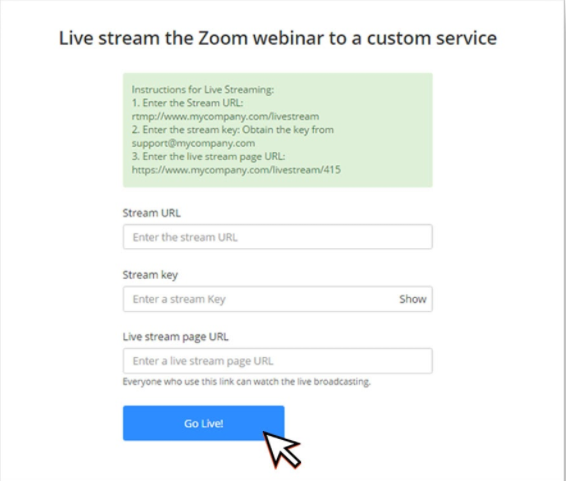 Live stream the Zoom webinar to a custom service
Instructions for Live Streaming:
1. Enter the Stream URL:
rtmp://www.mycompany.com/livestream
2. Enter the stream key: Obtain the key from
support@mycompany.com
3. Enter the live stream page URL:
https://www.mycompany.com/livestream/415
Stream URL
Enter the stream URL
Stream key
Enter a stream Key Show
Live stream page URL
Enter a live stream page URL
Everyone who use this link can watch the live broadcasting.
Go Live!